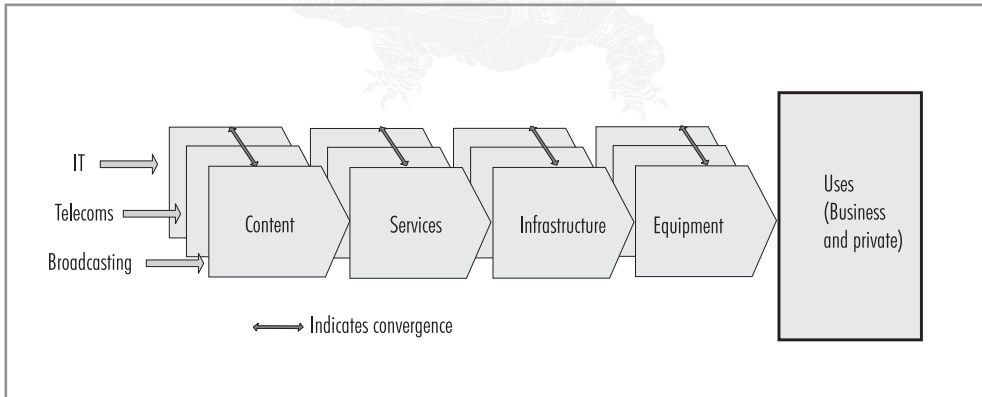 IT
Telecoms
Broadcasting
Content
Services
Infrastructure
Equipment
Uses
(Business
and private)
Indicates convergence